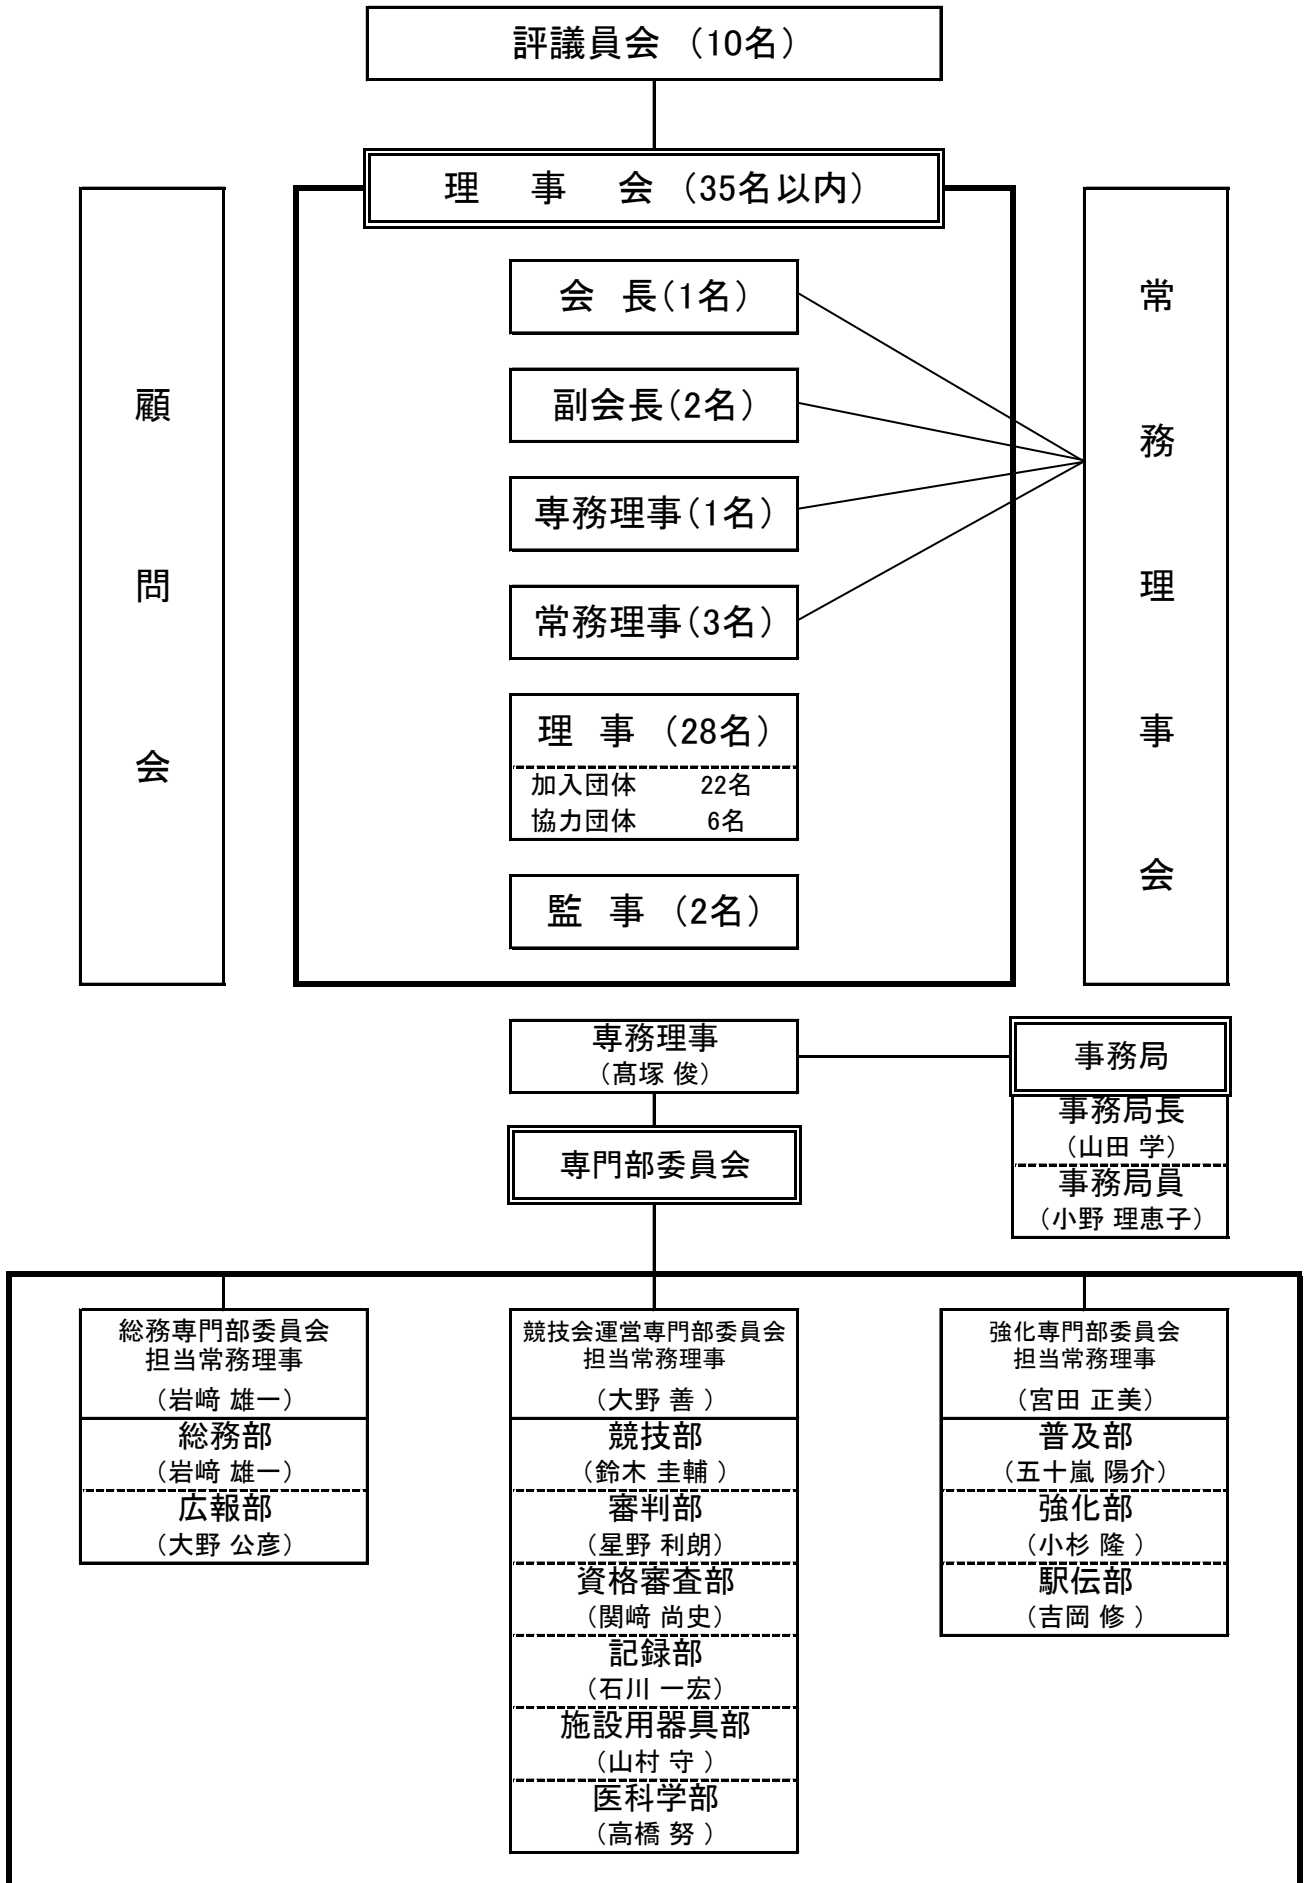 評議員会 （10名）
理 事 会 （35名以内）
顧問会
会 長（1名）
副会長（2名）
専務理事（1名）
常務理事（3名）
理 事 （28名）
加入団体 22名
協力団体 6名
監 事 （2名）
常務理事会
専務理事
（髙塚 俊）
事務局
事務局長
（山田 学）
事務局員
（小野 理恵子）
専門部委員会
総務専門部委員会
担当常務理事
（岩﨑 雄一）
総務部
（岩﨑 雄一）
広報部
（大野 公彦）
競技会運営専門部委員会
担当常務理事
（大野 善 ）
競技部
（鈴木 圭輔 ）
審判部
（星野 利朗）
資格審査部
（関﨑 尚史）
記録部
（石川 一宏）
施設用器具部
（山村 守 ）
医科学部
（高橋 努 ）
強化専門部委員会
担当常務理事
（宮田 正美）
普及部
（五十嵐 陽介）
強化部
（小杉 隆 ）
駅伝部
（吉岡 修 ）